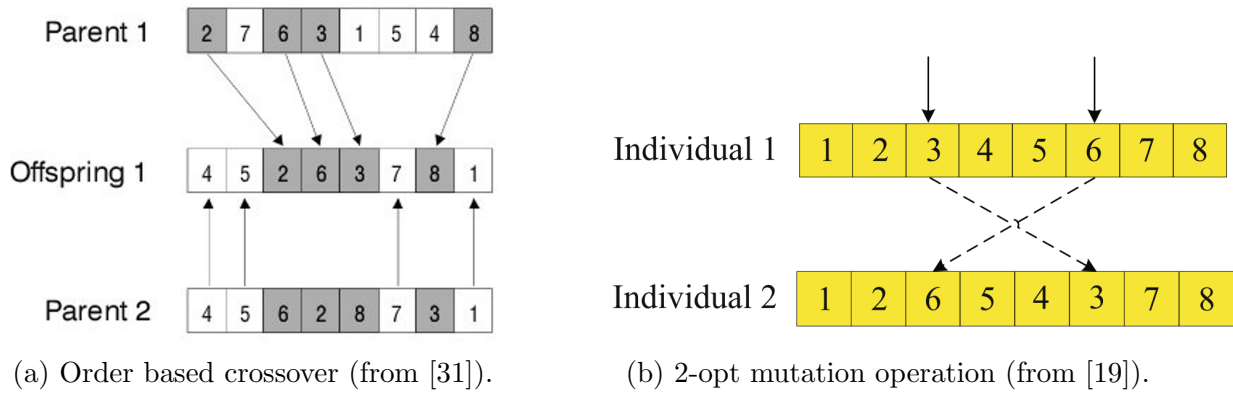 Parent 1 2 7 6 3 1 5 4 8
Offspring 1 4 5 2 6 3 7 8 1
Parent 2 4 5 6 2 8 7 3 1
(a) Order based crossover (from [31]).
Individual 1 1 2 3 4 5 6 7 8
Individual 2 1 2 6 5 4 3 7 8
(b) 2-opt mutation operation (from [19]).